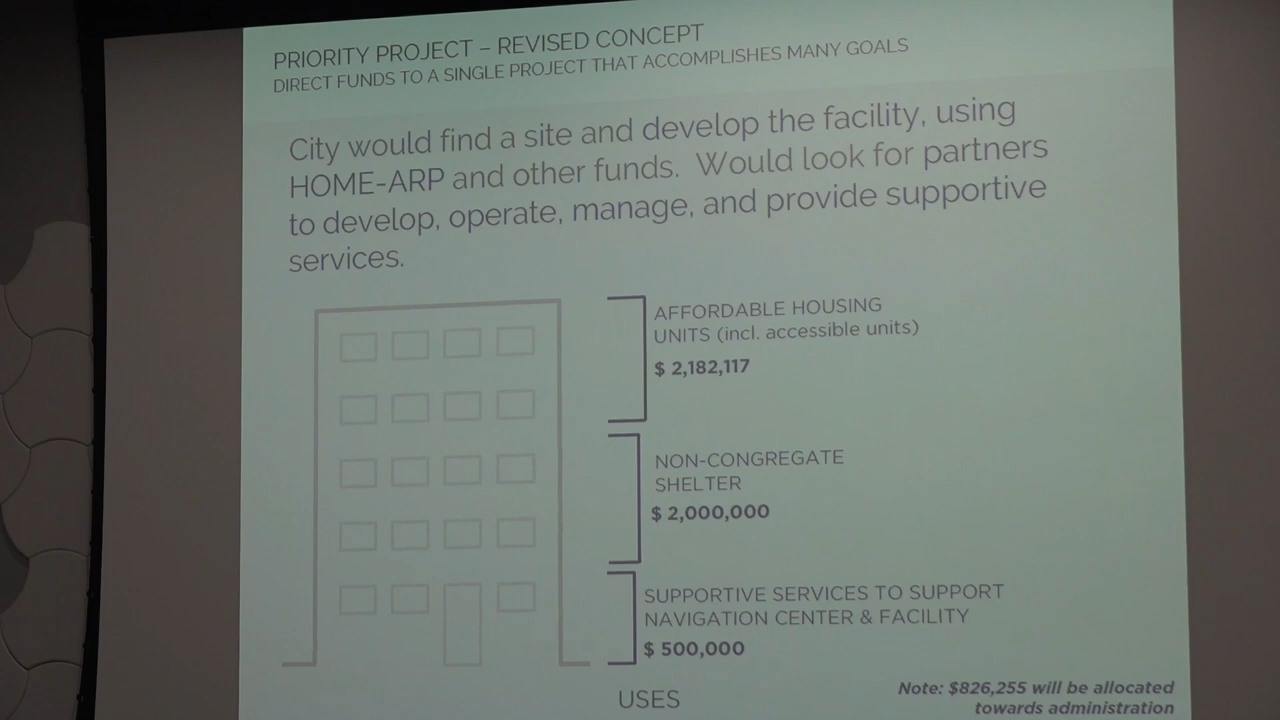 PRIORITY PROJECT – REVISED CONCEPT
DIRECT FUNDS TO A SINGLE PROJECT THAT ACCOMPLISHES MANY GOALS
City would find a site and develop the facility, using
HOME-ARP and other funds. Would look for partners
to develop, operate, manage, and provide supportive
services.
AFFORDABLE HOUSING
UNITS (incl. accessible units)
$ 2,182,117
NON-CONGREGATE
SHELTER
$ 2,000,000
SUPPORTIVE SERVICES TO SUPPORT
NAVIGATION CENTER & FACILITY
$ 500,000
USES
Note: $826,255 will be allocated
towards administration